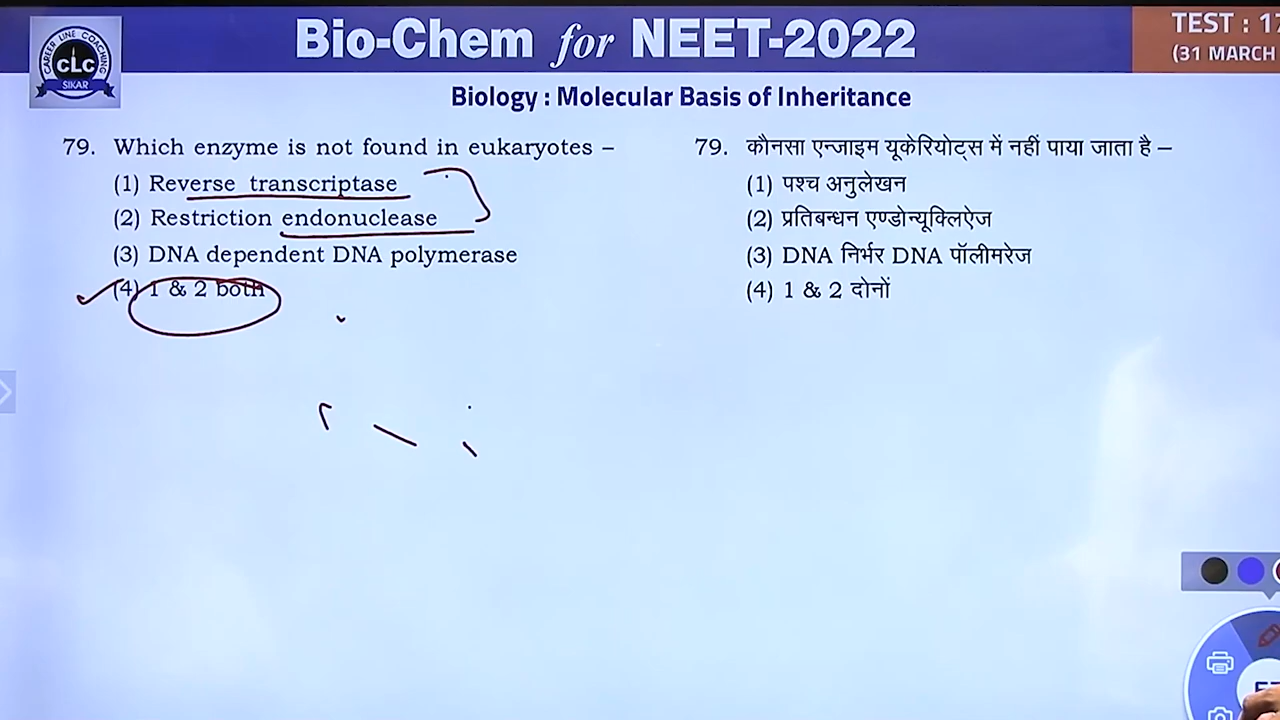 CAREER LINE COACHING
CLC
SIKAR
Bio-Chem for NEET-2022
TEST : 17
(31 MARCH
Biology : Molecular Basis of Inheritance
79. Which enzyme is not found in eukaryotes –
(1) Reverse transcriptase
(2) Restriction endonuclease
(3) DNA dependent DNA polymerase
(4) 1 & 2 both
79. कौनसा एन्जाइम यूकेरियोट्स में नहीं पाया जाता है –
(1) पश्च अनुलेखन
(2) प्रतिबन्धन एण्डोन्यूक्लिऐज
(3) DNA निर्भर DNA पॉलीमरेज
(4) 1 & 2 दोनों